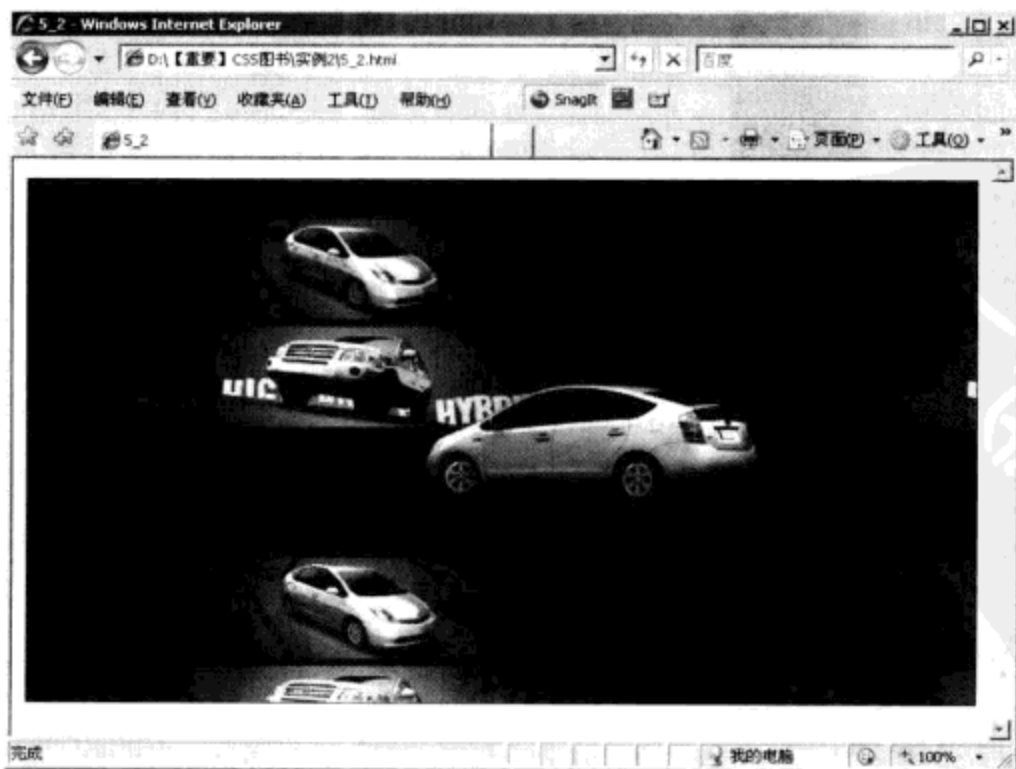 5_2 - Windows Internet Explorer
D:\【重要】CSS图书\实例2\5_2.html 百度
文件(F) 编辑(E) 查看(V) 收藏夹(A) 工具(T) 帮助(H) SnagIt
5_2 页面(P) 工具(O)
HYBR
完成 我的电脑 100%